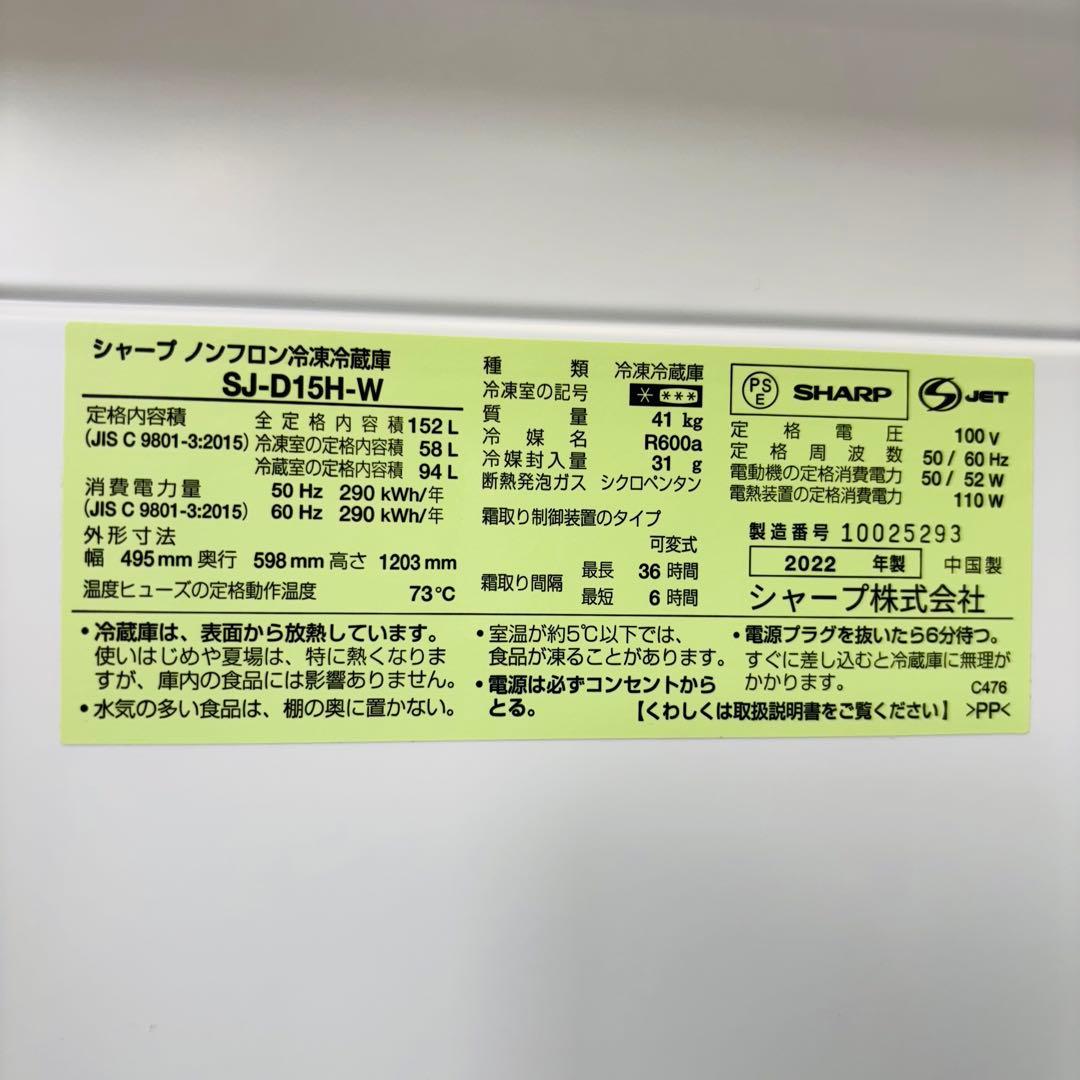 シャープ ノンフロン冷凍冷蔵庫
SJ-D15H-W
定格内容積 全定格内容積 152 L
(JIS C 9801-3:2015) 冷凍室の定格内容積 58 L
冷蔵室の定格内容積 94 L
消費電力量 50 Hz 290 kWh/年
(JIS C 9801-3:2015) 60 Hz 290 kWh/年
外形寸法
幅 495 mm 奥行 598 mm 高さ 1203 mm
温度ヒューズの定格動作温度 73℃
種類 冷凍冷蔵庫
冷凍室の記号 * ***
質量 41 kg
冷媒名 R600a
冷媒封入量 31 g
断熱発泡ガス シクロペンタン
霜取り制御装置のタイプ
可変式
霜取り間隔 最長 36 時間
最短 6 時間
PS E SHARP S JET
定格電圧 100 V
定格周波数 50 / 60 Hz
電動機の定格消費電力 50 / 52 W
電熱装置の定格消費電力 110 W
製造番号 10025293
2022 年製 中国製
シャープ株式会社
・冷蔵庫は、表面から放熱しています。
使いはじめや夏場は、特に熱くなりま
すが、庫内の食品には影響ありません。
・水気の多い食品は、棚の奥に置かない。
・室温が約5℃以下では、
食品が凍ることがあります。
・電源は必ずコンセントから
とる。
・電源プラグを抜いたら6分待つ。
すぐに差し込むと冷蔵庫に無理が
かかります。 C476
【くわしくは取扱説明書をご覧ください】 >PP<